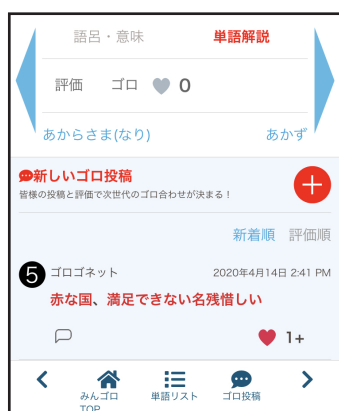 語呂・意味 単語解説
評価 ゴロ 0
あからさま(なり) あかず
新しいゴロ投稿
皆様の投稿と評価で次世代のゴロ合わせが決まる！
新着順 評価順
❺ ゴロゴネット 2020年4月14日 2:41 PM
赤な国、満足できない名残惜しい
1+
みんゴロTOP 単語リスト ゴロ投稿